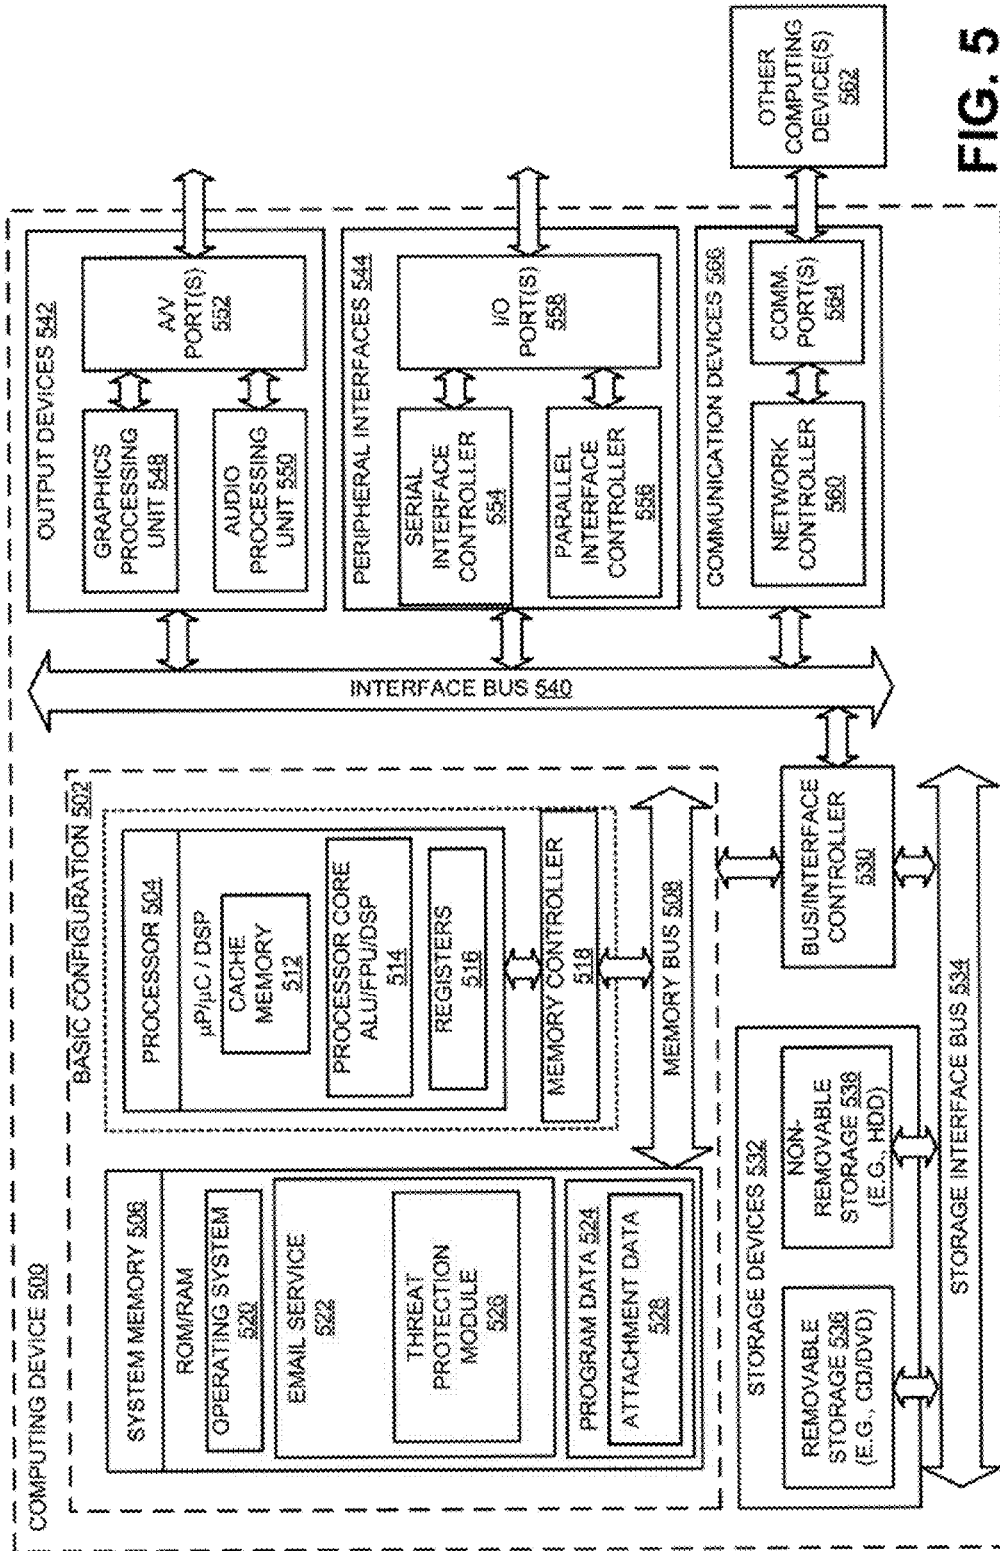 COMPUTING DEVICE 500
BASIC CONFIGURATION 502
SYSTEM MEMORY 506
ROM/RAM
OPERATING SYSTEM
520
EMAIL SERVICE
522
THREAT
PROTECTION
MODULE
526
PROGRAM DATA 524
ATTACHMENT DATA
528
PROCESSOR 504
µP/µC / DSP
CACHE
MEMORY
512
PROCESSOR CORE
ALU/FPU/DSP
514
REGISTERS
516
MEMORY CONTROLLER
518
MEMORY BUS 508
STORAGE DEVICES 532
REMOVABLE
STORAGE 536
(E.G., CD/DVD)
NON-
REMOVABLE
STORAGE 538
(E.G., HDD)
BUS/INTERFACE
CONTROLLER
530
STORAGE INTERFACE BUS 534
INTERFACE BUS 540
OUTPUT DEVICES 542
GRAPHICS
PROCESSING
UNIT 548
AUDIO
PROCESSING
UNIT 550
A/V
PORT(S)
552
PERIPHERAL INTERFACES 544
SERIAL
INTERFACE
CONTROLLER
554
PARALLEL
INTERFACE
CONTROLLER
556
I/O
PORT(S)
558
COMMUNICATION DEVICES 566
NETWORK
CONTROLLER
560
COMM.
PORT(S)
564
OTHER
COMPUTING
DEVICE(S)
562
FIG. 5